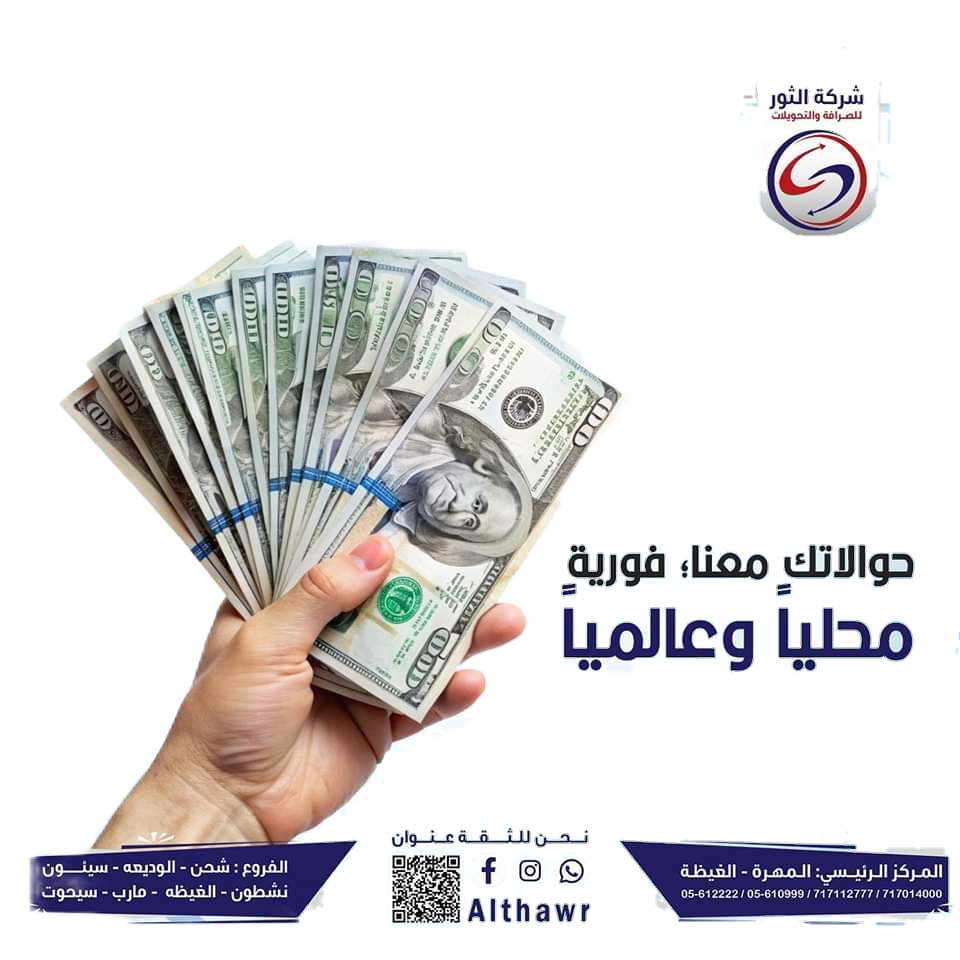 شركة الثور
للصرافة والتحويلات
حوالاتك معنا، فورية
محلياً وعالمياً
نحن للثقة عنوان
Althawr
المركز الرئيسي: المهرة - الغيظة
05-612222 / 05-610999 / 717112777 / 717014000
الفروع : شحن - الوديعه - سيئون
نشطون - الغيظه - مارب - سيحوت